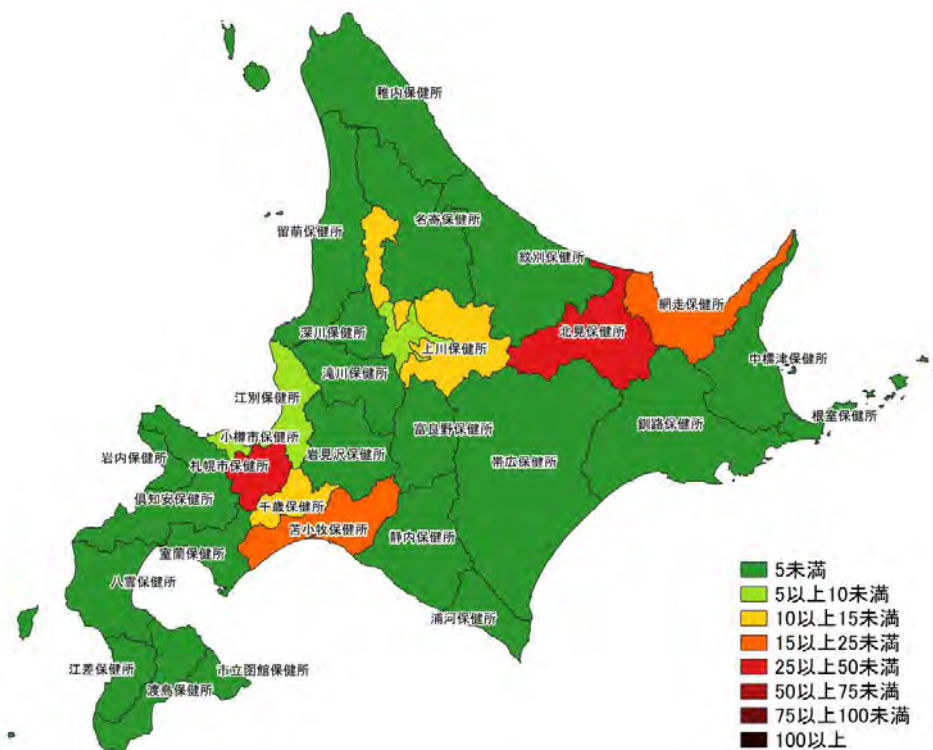 稚内保健所
名寄保健所
留萌保健所
紋別保健所
網走保健所
北見保健所
深川保健所
上川保健所
中標津保健所
滝川保健所
江別保健所
根室保健所
小樽市保健所
富良野保健所
釧路保健所
岩見沢保健所
岩内保健所
札幌市保健所
帯広保健所
倶知安保健所
千歳保健所
苫小牧保健所
静内保健所
室蘭保健所
八雲保健所
浦河保健所
江差保健所
市立函館保健所
渡島保健所
5未満
5以上10未満
10以上15未満
15以上25未満
25以上50未満
50以上75未満
75以上100未満
100以上